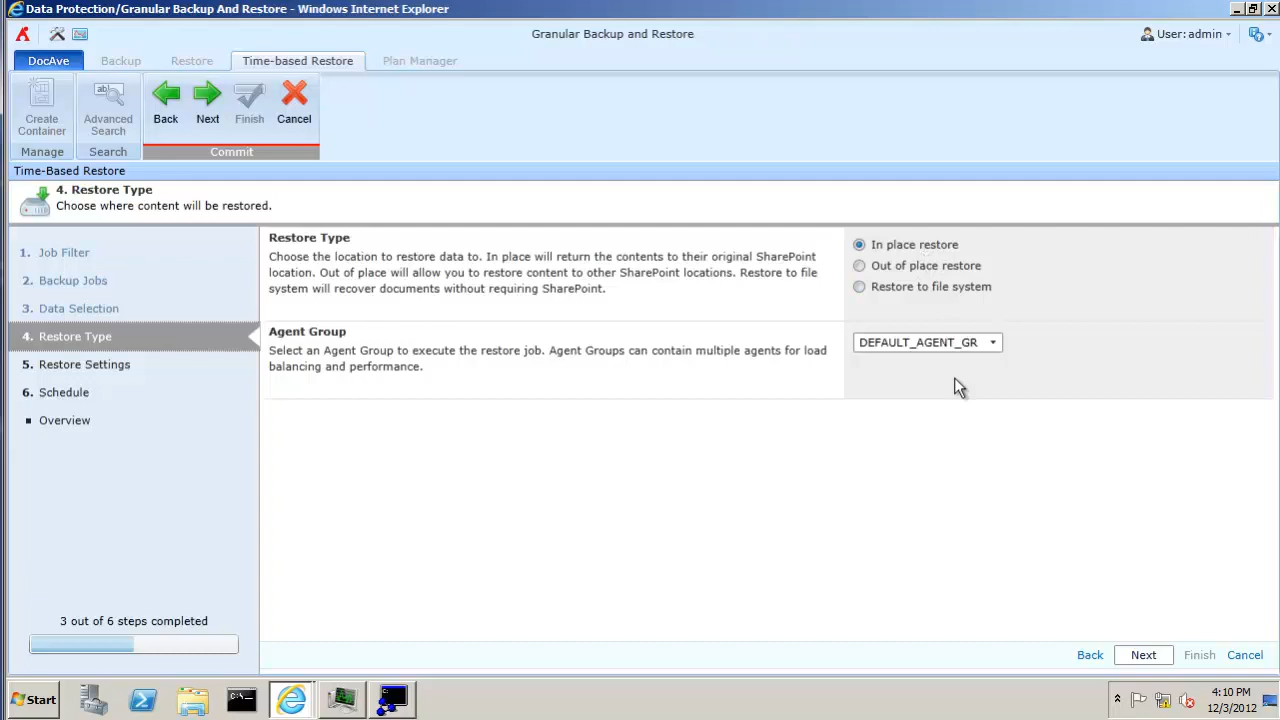 Data Protection/Granular Backup And Restore - Windows Internet Explorer
Granular Backup and Restore
User: admin
DocAve Backup Restore Time-based Restore Plan Manager
Create Container
Advanced Search
Back Next Finish Cancel
Manage Search Commit
Time-Based Restore
4. Restore Type
Choose where content will be restored.
1. Job Filter
2. Backup Jobs
3. Data Selection
4. Restore Type
5. Restore Settings
6. Schedule
Overview
3 out of 6 steps completed
Restore Type
Choose the location to restore data to. In place will return the contents to their original SharePoint
location. Out of place will allow you to restore content to other SharePoint locations. Restore to file
system will recover documents without requiring SharePoint.
In place restore
Out of place restore
Restore to file system
Agent Group
Select an Agent Group to execute the restore job. Agent Groups can contain multiple agents for load
balancing and performance.
DEFAULT_AGENT_GR
Back Next Finish Cancel
Start
4:10 PM
12/3/2012